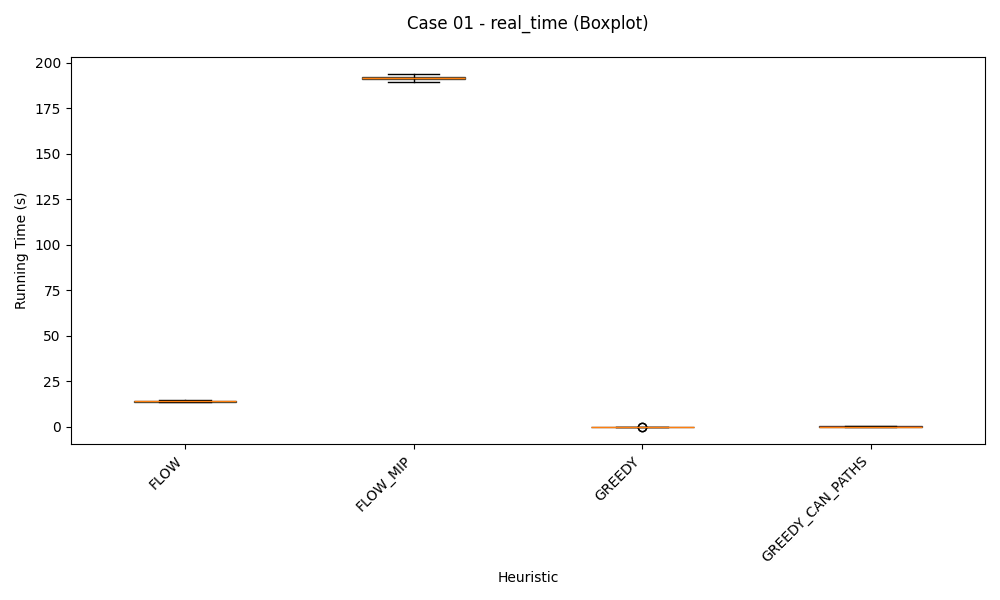 Case 01 - real_time (Boxplot)
Running Time (s)
200
175
150
125
100
75
50
25
0
FLOW
FLOW_MIP
GREEDY
GREEDY_CAN_PATHS
Heuristic